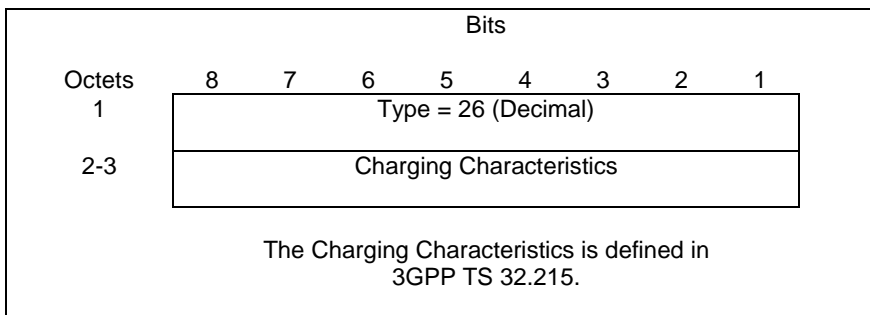 Bits
Octets 8 7 6 5 4 3 2 1
1 Type = 26 (Decimal)
2-3 Charging Characteristics
The Charging Characteristics is defined in
3GPP TS 32.215.